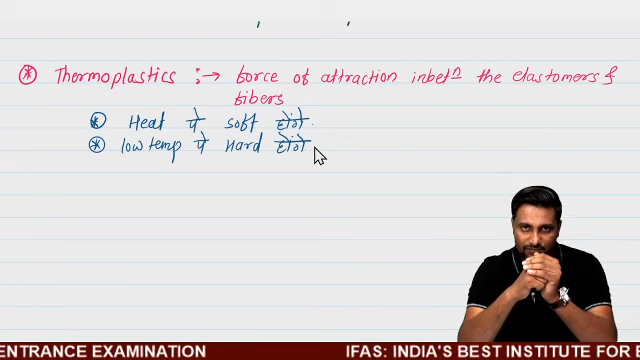 ⊛ Thermoplastics :→ force of attraction inbetⁿ the elastomers &
fibers
⊛ Heat पे soft होगा.
⊛ low temp पे Hard होगा
ENTRANCE EXAMINATION IFAS: INDIA'S BEST INSTITUTE FOR